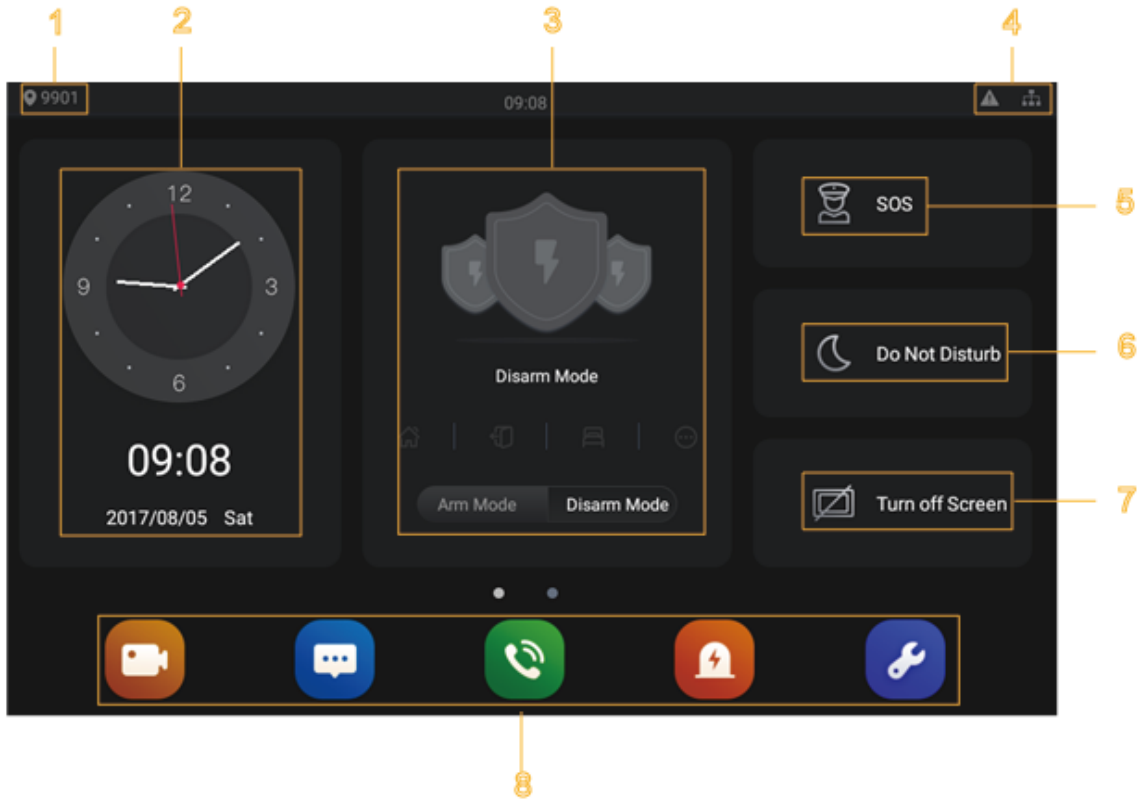 1 2 3 4
9901 09:08
12
9 3
6
09:08
2017/08/05 Sat
Disarm Mode
Arm Mode Disarm Mode
SOS 5
Do Not Disturb 6
Turn off Screen 7
8